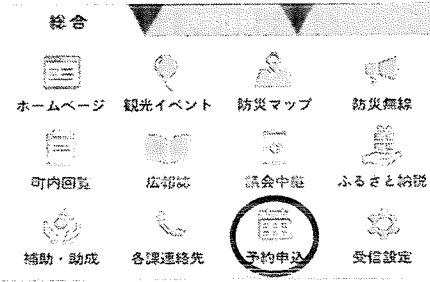 総合
ホームページ 観光イベント 防災マップ 防災無線
町内回覧 広報誌 議会中継 ふるさと納税
補助・助成 各課連絡先 予約申込 受信設定